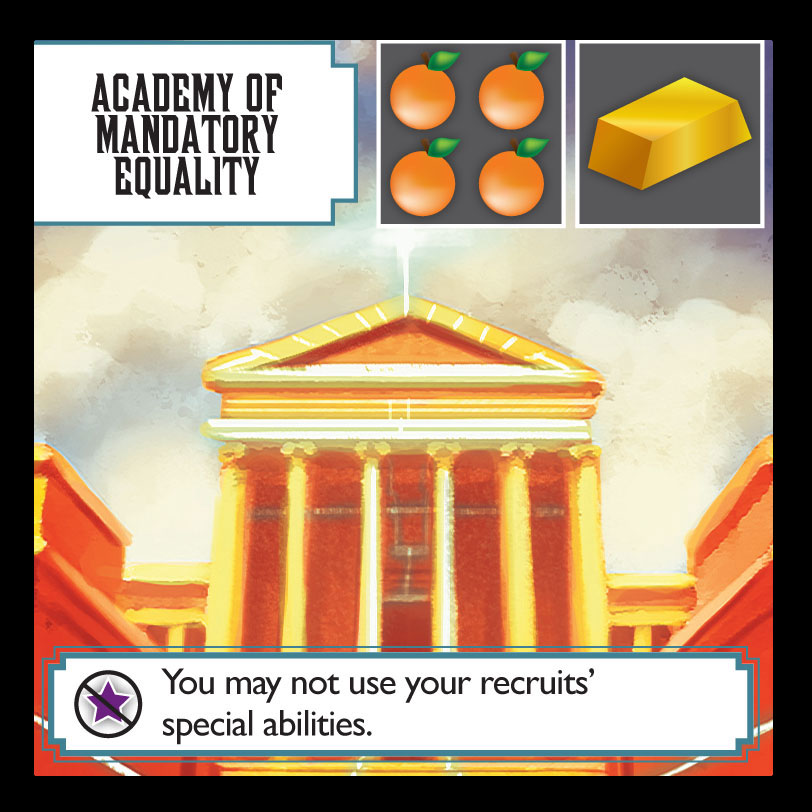 ACADEMY OF
MANDATORY
EQUALITY
You may not use your recruits’
special abilities.